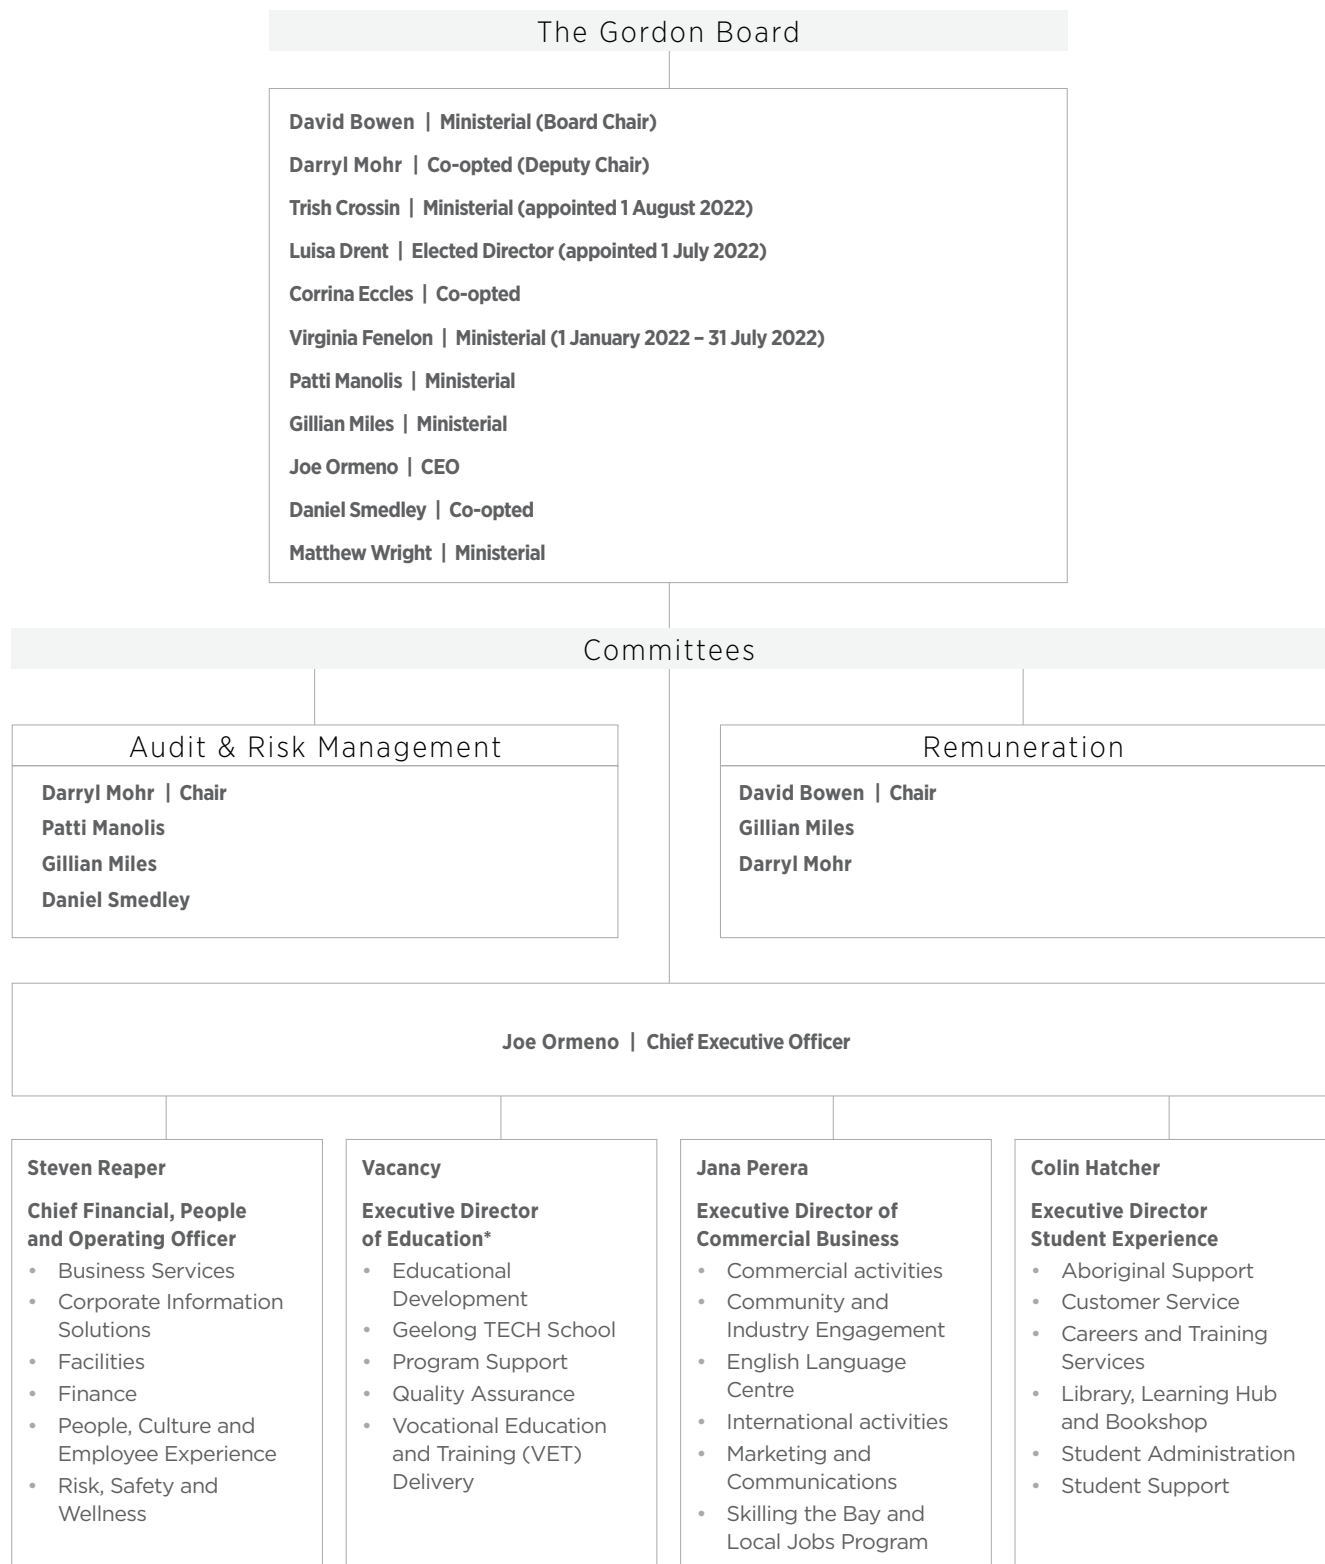 The Gordon Board
David Bowen | Ministerial (Board Chair)
Darryl Mohr | Co-opted (Deputy Chair)
Trish Crossin | Ministerial (appointed 1 August 2022)
Luisa Drent | Elected Director (appointed 1 July 2022)
Corrina Eccles | Co-opted
Virginia Fenelon | Ministerial (1 January 2022 – 31 July 2022)
Patti Manolis | Ministerial
Gillian Miles | Ministerial
Joe Ormeno | CEO
Daniel Smedley | Co-opted
Matthew Wright | Ministerial
Committees
Audit & Risk Management
Darryl Mohr | Chair
Patti Manolis
Gillian Miles
Daniel Smedley
Remuneration
David Bowen | Chair
Gillian Miles
Darryl Mohr
Joe Ormeno | Chief Executive Officer
Steven Reaper
Chief Financial, People
and Operating Officer
• Business Services
• Corporate Information
Solutions
• Facilities
• Finance
• People, Culture and
Employee Experience
• Risk, Safety and
Wellness
Vacancy
Executive Director
of Education*
• Educational
Development
• Geelong TECH School
• Program Support
• Quality Assurance
• Vocational Education
and Training (VET)
Delivery
Jana Perera
Executive Director of
Commercial Business
• Commercial activities
• Community and
Industry Engagement
• English Language
Centre
• International activities
• Marketing and
Communications
• Skilling the Bay and
Local Jobs Program
Colin Hatcher
Executive Director
Student Experience
• Aboriginal Support
• Customer Service
• Careers and Training
Services
• Library, Learning Hub
and Bookshop
• Student Administration
• Student Support